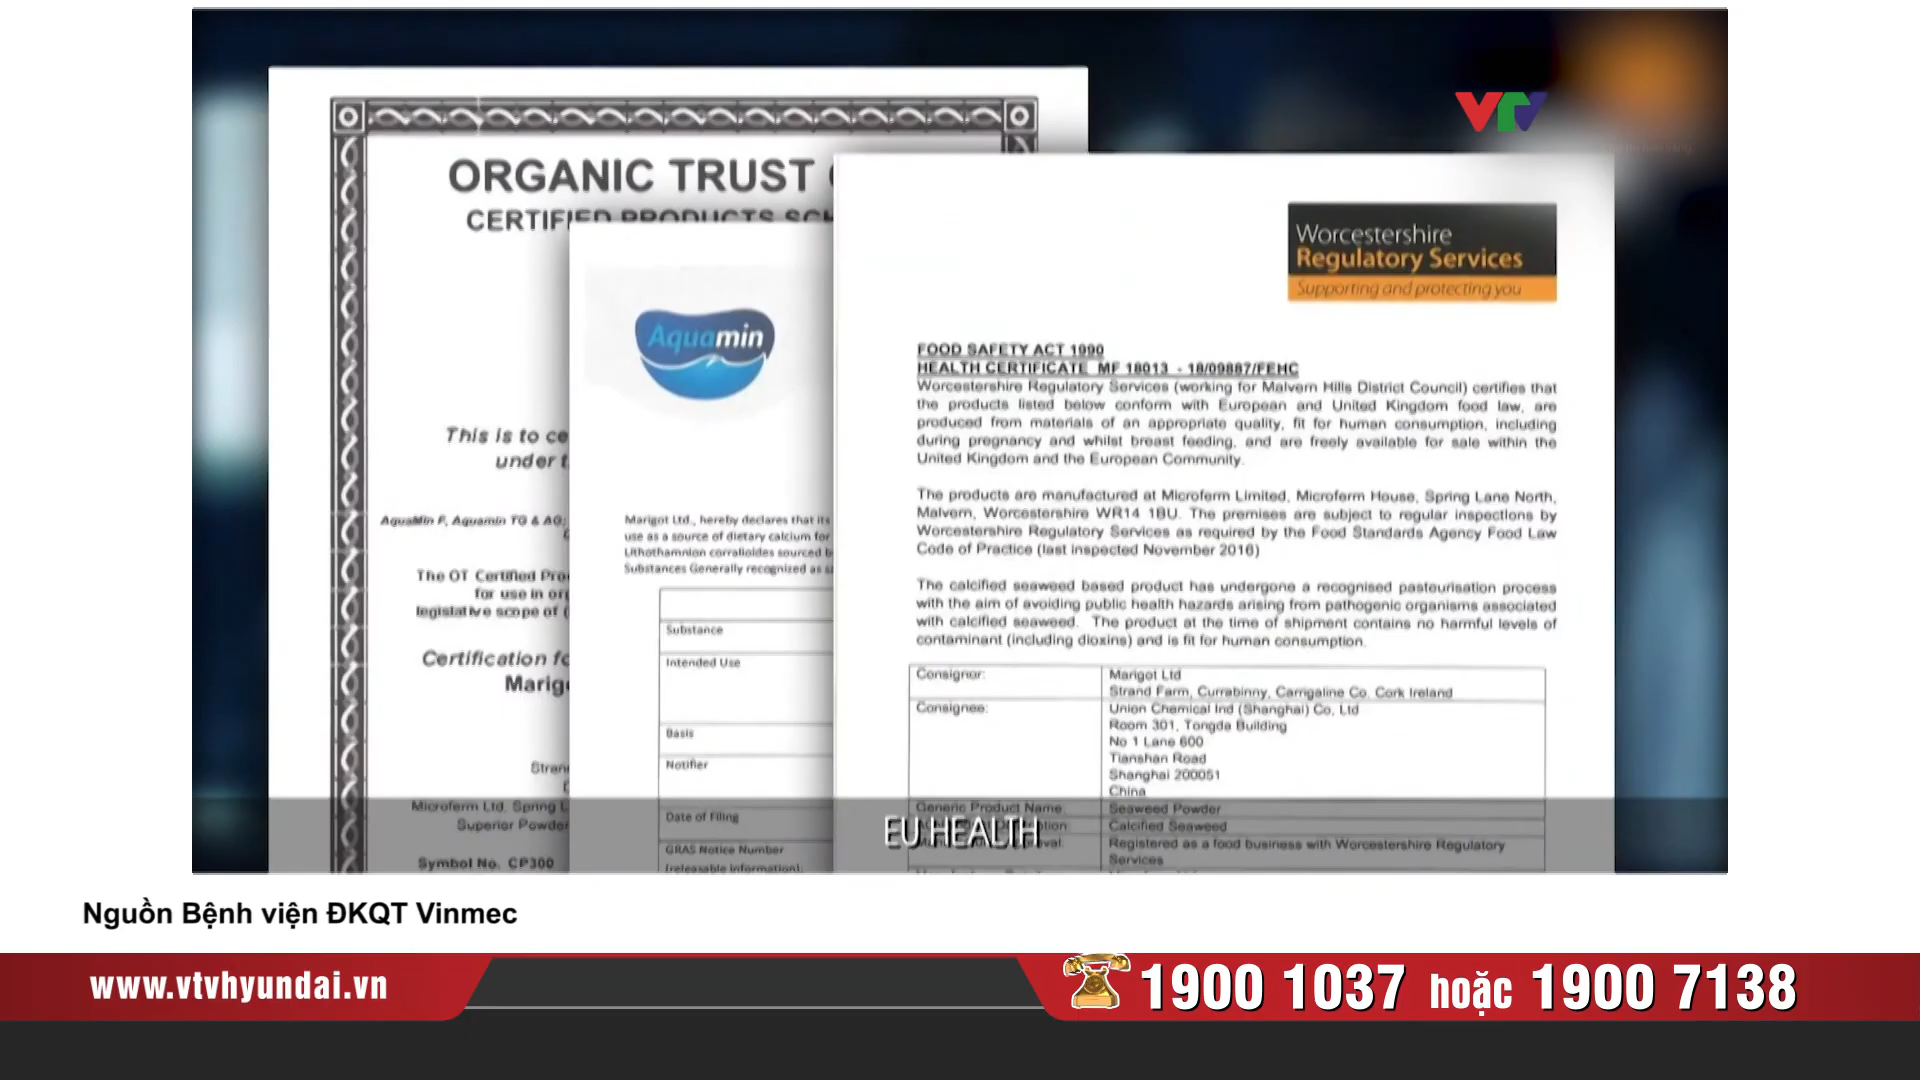 VTV
ORGANIC TRUST
CERTIFIED PRODUCTS SCH
This is to ce
under t
AquaMin F, Aquamin TG & AG;
The OT Certified Pro
for use in org
legislative scope of (
Certification fo
Marig
Stran
Microferm Ltd. Spring L
Superior Powder
Symbol No. CP300
Aquamin
Marigot Ltd., hereby declares that its
use as a source of dietary calcium for
Lithothamnion corralioides sourced b
Substances Generally recognized as sa
Substance
Intended Use
Basis
Notifier
Date of Filing
GRAS Notice Number
(releasable information):
Worcestershire
Regulatory Services
Supporting and protecting you
FOOD SAFETY ACT 1990
HEALTH CERTIFICATE MF 18013 - 18/09887/FEHC
Worcestershire Regulatory Services (working for Malvern Hills District Council) certifies that
the products listed below conform with European and United Kingdom food law, are
produced from materials of an appropriate quality, fit for human consumption, including
during pregnancy and whilst breast feeding, and are freely available for sale within the
United Kingdom and the European Community.
The products are manufactured at Microferm Limited, Microferm House, Spring Lane North,
Malvern, Worcestershire WR14 1BU. The premises are subject to regular inspections by
Worcestershire Regulatory Services as required by the Food Standards Agency Food Law
Code of Practice (last inspected November 2016)
The calcified seaweed based product has undergone a recognised pasteurisation process
with the aim of avoiding public health hazards arising from pathogenic organisms associated
with calcified seaweed. The product at the time of shipment contains no harmful levels of
contaminant (including dioxins) and is fit for human consumption.
Consignor: Marigot Ltd
Strand Farm, Currabinny, Carrigaline Co. Cork Ireland
Consignee: Union Chemical Ind (Shanghai) Co, Ltd
Room 301, Tongda Building
No 1 Lane 600
Tianshan Road
Shanghai 200051
China
Generic Product Name: Seaweed Powder
Calcified Seaweed
Registered as a food business with Worcestershire Regulatory
Services
EU HEALTH
Nguồn Bệnh viện ĐKQT Vinmec
www.vtvhyundai.vn
1900 1037 hoặc 1900 7138